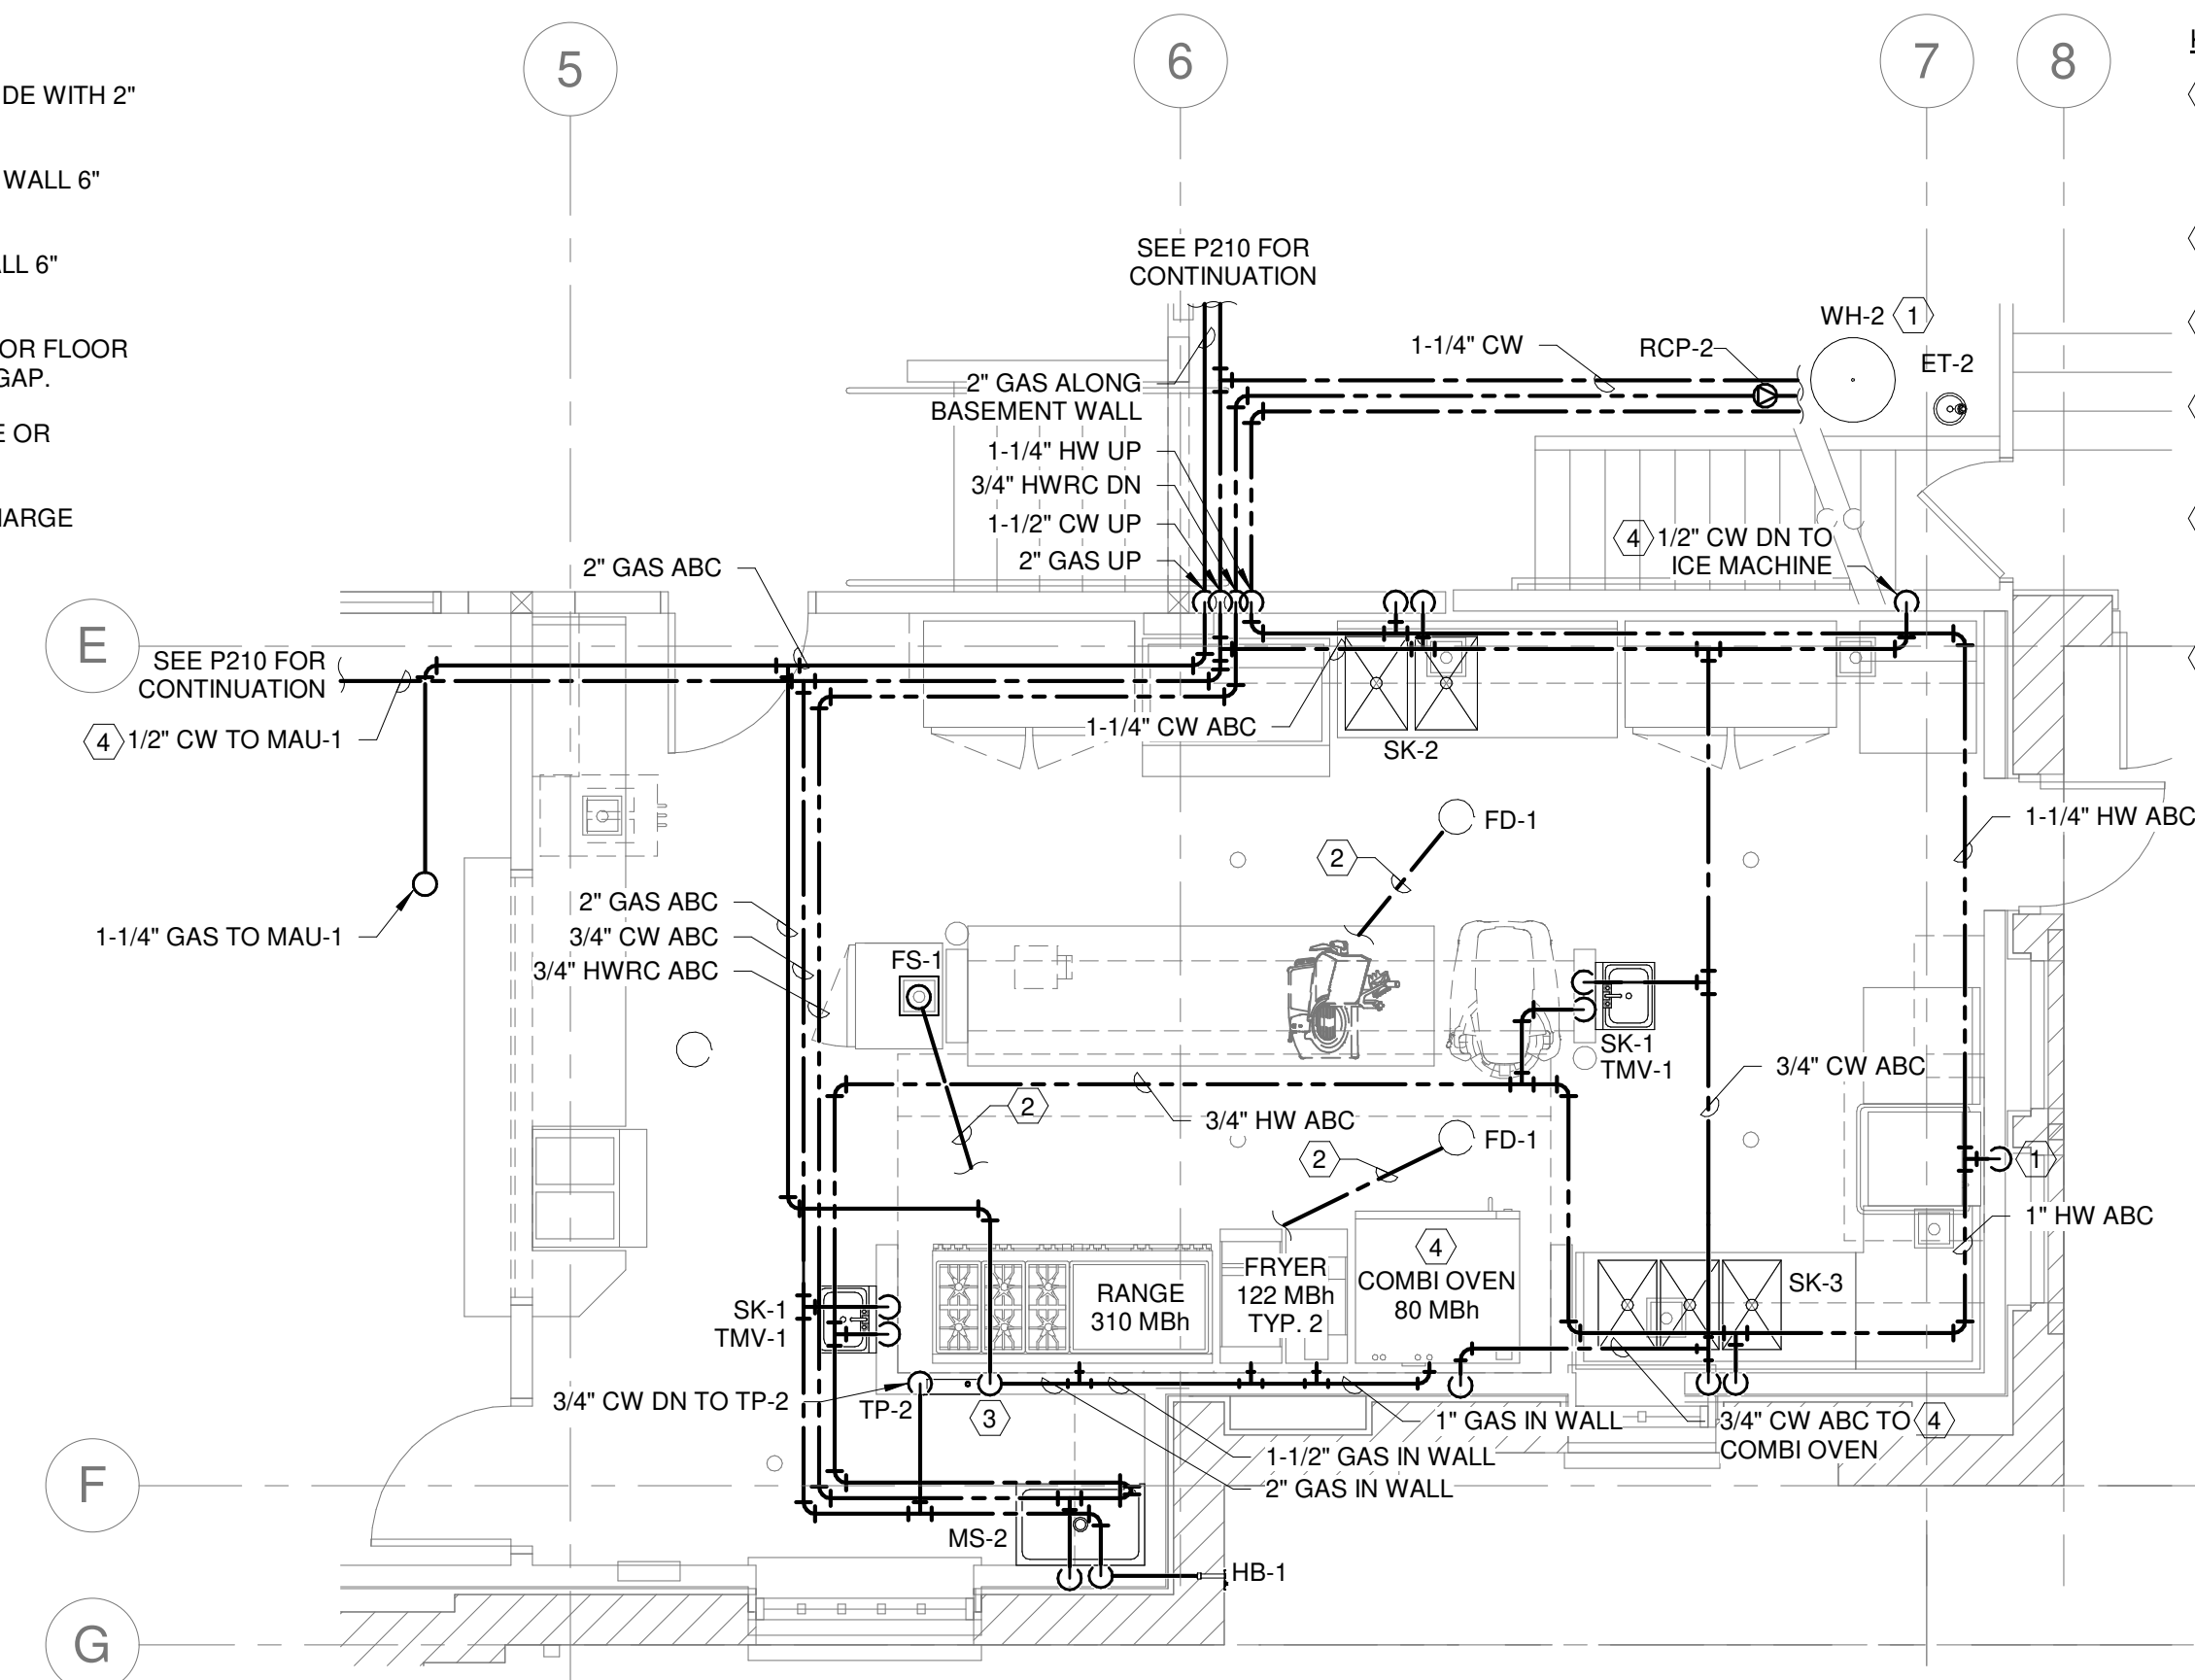 5
6
7
8
DE WITH 2"
WALL 6"
ALL 6"
OR FLOOR
GAP.
E OR
HARGE
SEE P210 FOR
CONTINUATION
WH-2 1
1-1/4" CW
RCP-2
ET-2
2" GAS ALONG
BASEMENT WALL
1-1/4" HW UP
3/4" HWRC DN
1-1/2" CW UP
2" GAS UP
4 1/2" CW DN TO
ICE MACHINE
2" GAS ABC
E
SEE P210 FOR
CONTINUATION
4 1/2" CW TO MAU-1
1-1/4" CW ABC
SK-2
FD-1
1-1/4" HW ABC
2
2" GAS ABC
3/4" CW ABC
3/4" HWRC ABC
1-1/4" GAS TO MAU-1
FS-1
SK-1
TMV-1
3/4" CW ABC
2
3/4" HW ABC
FD-1
2
1
1" HW ABC
RANGE
310 MBh
FRYER
122 MBh
TYP. 2
4
COMBI OVEN
80 MBh
SK-3
SK-1
TMV-1
3/4" CW DN TO TP-2
TP-2
3
1" GAS IN WALL
3/4" CW ABC TO 4
COMBI OVEN
1-1/2" GAS IN WALL
2" GAS IN WALL
F
MS-2
HB-1
G